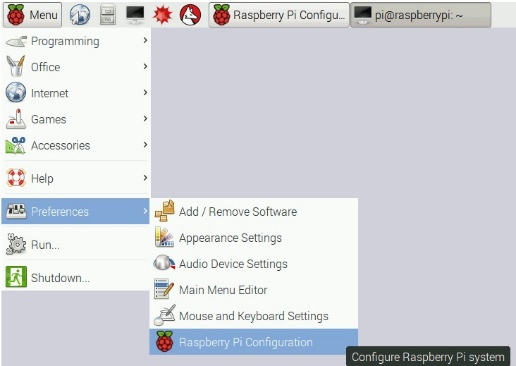 Menu
Raspberry Pi Configu...
pi@raspberrypi: ~
Programming
Office
Internet
Games
Accessories
Help
Preferences
Run...
Shutdown...
Add / Remove Software
Appearance Settings
Audio Device Settings
Main Menu Editor
Mouse and Keyboard Settings
Raspberry Pi Configuration
Configure Raspberry Pi system